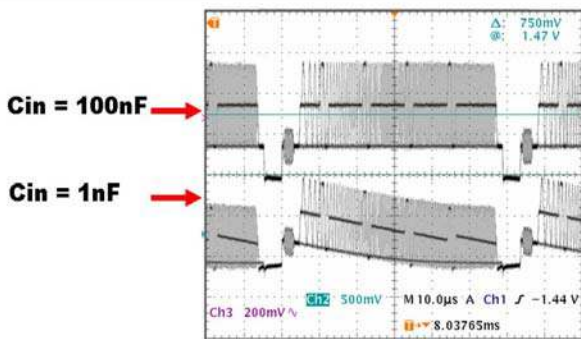 Δ: 750mV
@: 1.47 V
Cin = 100nF
Cin = 1nF
Ch2 500mV M 10.0µs A Ch1 ∫ -1.44 V
Ch3 200mV∿
8.03765ms